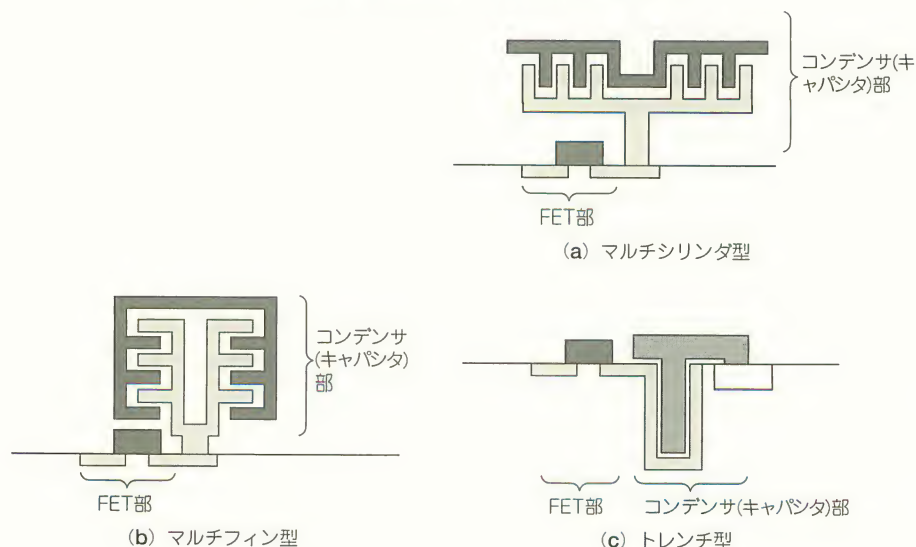 コンデンサ(キ
ャパシタ)部
FET部
(a) マルチシリンダ型
コンデンサ
(キャパシタ)
部
FET部
(b) マルチフィン型
FET部
コンデンサ(キャパシタ)部
(c) トレンチ型